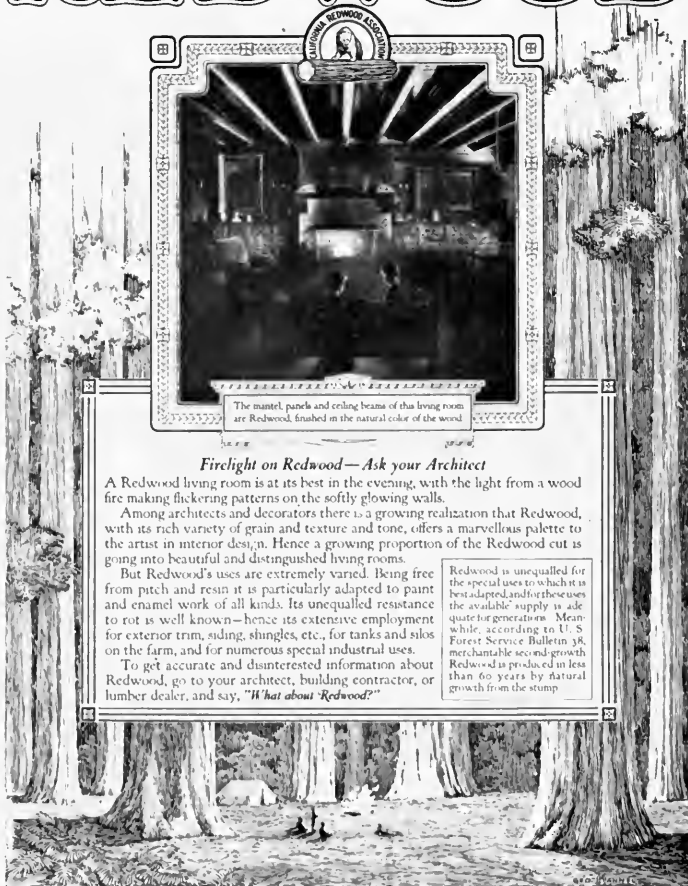 CALIFORNIA REDWOOD ASSOCIATION
The mantel, panels and ceiling beams of this living room
are Redwood, finished in the natural color of the wood
Firelight on Redwood—Ask your Architect
A Redwood living room is at its best in the evening, with the light from a wood
fire making flickering patterns on the softly glowing walls.
Among architects and decorators there is a growing realization that Redwood,
with its rich variety of grain and texture and tone, offers a marvellous palette to
the artist in interior design. Hence a growing proportion of the Redwood cut is
going into beautiful and distinguished living rooms.
But Redwood's uses are extremely varied. Being free
from pitch and resin it is particularly adapted to paint
and enamel work of all kinds. Its unequalled resistance
to rot is well known—hence its extensive employment
for exterior trim, siding, shingles, etc., for tanks and silos
on the farm, and for numerous special industrial uses.
To get accurate and disinterested information about
Redwood, go to your architect, building contractor, or
lumber dealer, and say, "What about Redwood?"
Redwood is unequalled for
the special uses to which it is
best adapted, and for these uses
the available supply is ade
quate for generations Mean-
while, according to U. S
Forest Service Bulletin 38,
merchantable second-growth
Redwood is produced in less
than 60 years by natural
growth from the stump